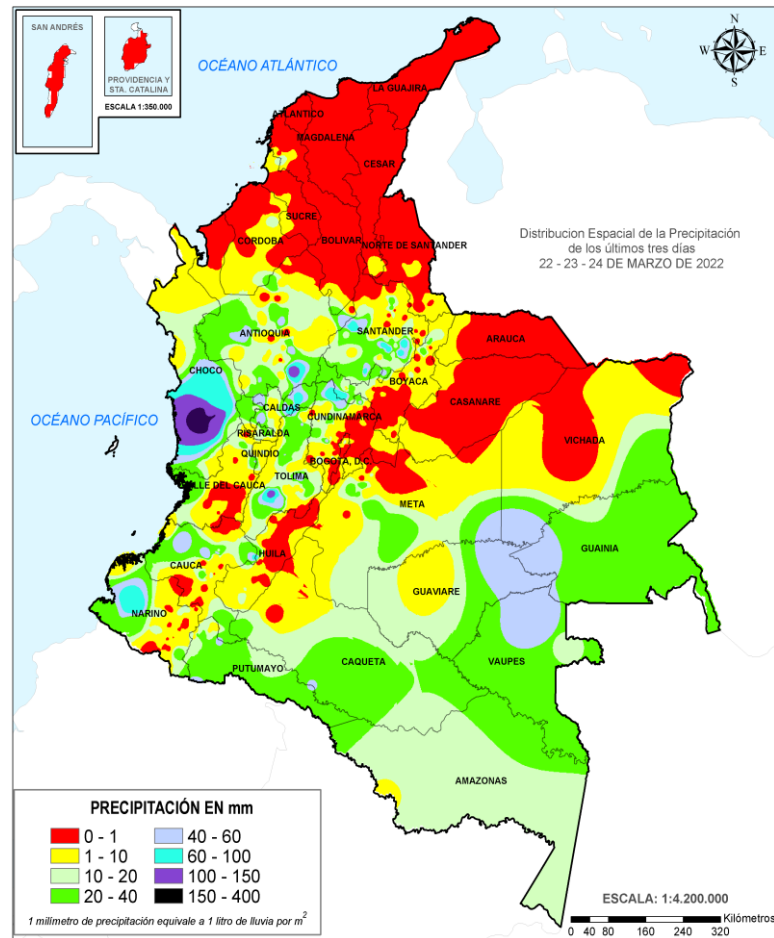 SAN ANDRÉS
PROVIDENCIA Y
STA. CATALINA
ESCALA 1:350.000
OCÉANO ATLÁNTICO
N
W E
S
LA GUAJIRA
ATLANTICO
MAGDALENA
CESAR
SUCRE
CORDOBA
BOLIVAR
NORTE DE SANTANDER
Distribucion Espacial de la Precipitación
de los últimos tres días
22 - 23 - 24 DE MARZO DE 2022
ANTIOQUIA
SANTANDER
ARAUCA
CHOCO
BOYACA
CASANARE
OCÉANO PACÍFICO
CALDAS
CUNDINAMARCA
RISARALDA
VICHADA
QUINDIO
BOGOTA, D.C.
TOLIMA
VALLE DEL CAUCA
META
GUAINIA
HUILA
CAUCA
GUAVIARE
NARIÑO
PUTUMAYO
CAQUETA
VAUPES
AMAZONAS
PRECIPITACIÓN EN mm
0 - 1 40 - 60
1 - 10 60 - 100
10 - 20 100 - 150
20 - 40 150 - 400
1 milímetro de precipitación equivale a 1 litro de lluvia por m2
ESCALA: 1:4.200.000
Kilómetros
0 40 80 160 240 320